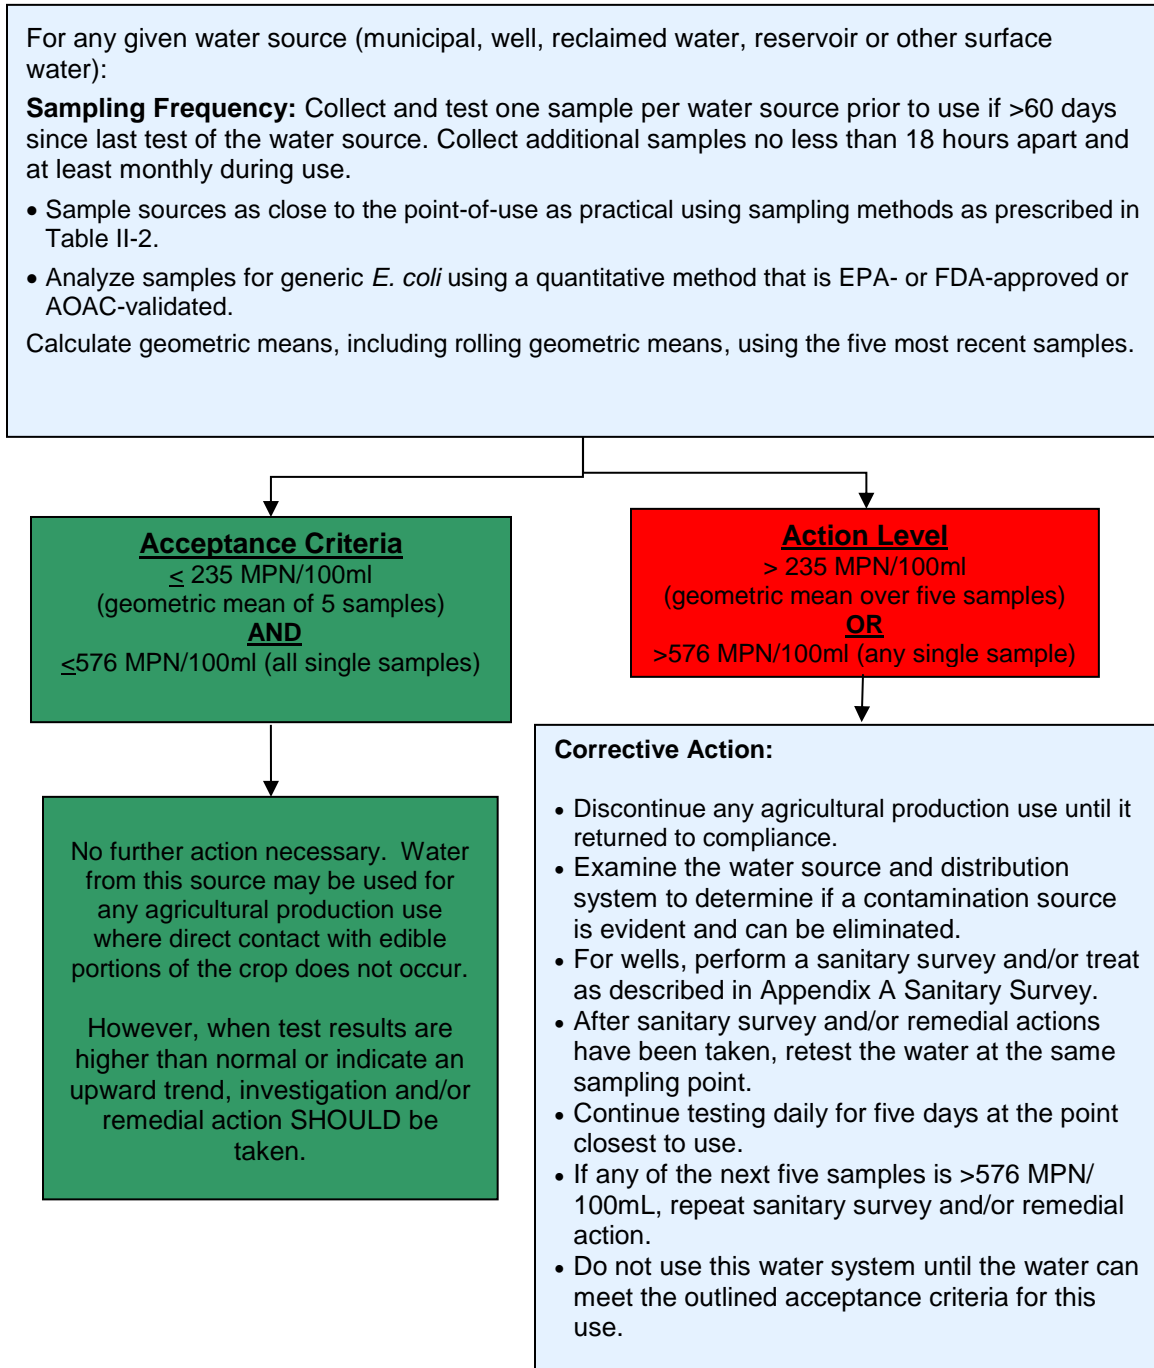 For any given water source (municipal, well, reclaimed water, reservoir or other surface
water):
Sampling Frequency: Collect and test one sample per water source prior to use if >60 days
since last test of the water source. Collect additional samples no less than 18 hours apart and
at least monthly during use.
• Sample sources as close to the point-of-use as practical using sampling methods as prescribed in
Table II-2.
• Analyze samples for generic E. coli using a quantitative method that is EPA- or FDA-approved or
AOAC-validated.
Calculate geometric means, including rolling geometric means, using the five most recent samples.
Acceptance Criteria
≤ 235 MPN/100ml
(geometric mean of 5 samples)
AND
≤576 MPN/100ml (all single samples)
Action Level
> 235 MPN/100ml
(geometric mean over five samples)
OR
>576 MPN/100ml (any single sample)
No further action necessary. Water
from this source may be used for
any agricultural production use
where direct contact with edible
portions of the crop does not occur.
However, when test results are
higher than normal or indicate an
upward trend, investigation and/or
remedial action SHOULD be
taken.
Corrective Action:
• Discontinue any agricultural production use until it
returned to compliance.
• Examine the water source and distribution
system to determine if a contamination source
is evident and can be eliminated.
• For wells, perform a sanitary survey and/or treat
as described in Appendix A Sanitary Survey.
• After sanitary survey and/or remedial actions
have been taken, retest the water at the same
sampling point.
• Continue testing daily for five days at the point
closest to use.
• If any of the next five samples is >576 MPN/
100mL, repeat sanitary survey and/or remedial
action.
• Do not use this water system until the water can
meet the outlined acceptance criteria for this
use.